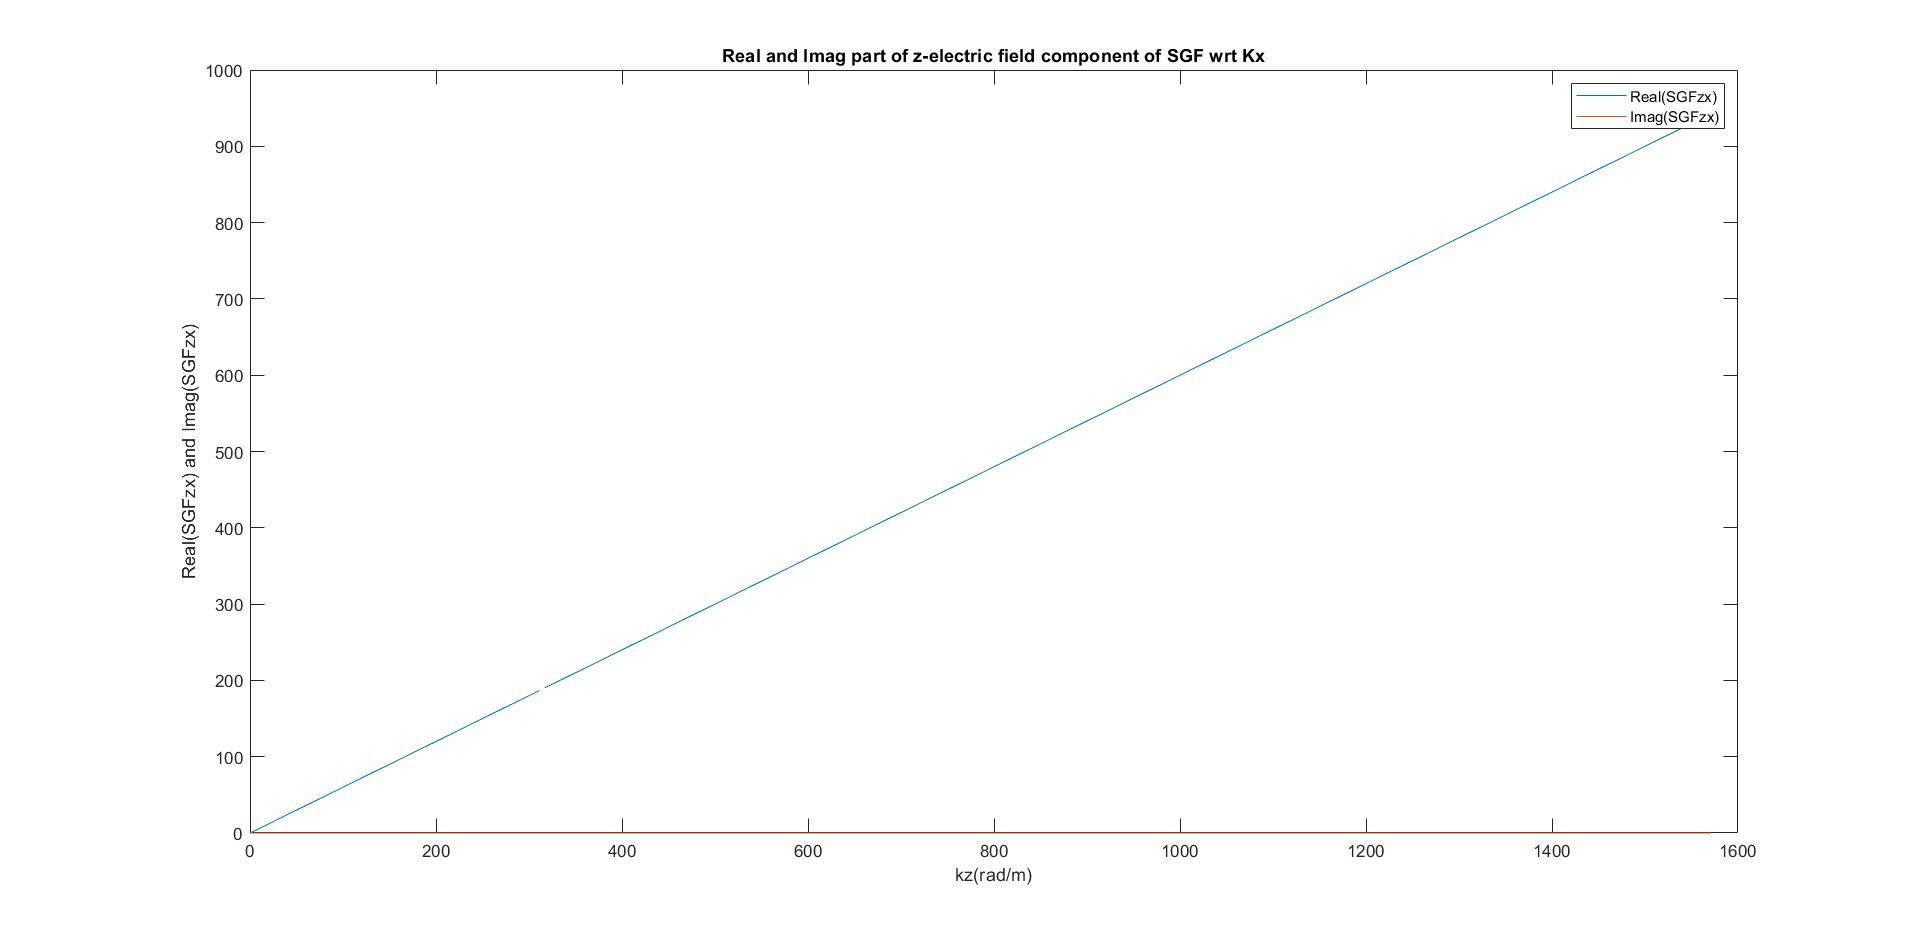 Real and Imag part of z-electric field component of SGF wrt Kx
1000
900
800
700
600
500
400
300
200
100
0
Real(SGFzx) and Imag(SGFzx)
Real(SGFzx)
Imag(SGFzx)
0 200 400 600 800 1000 1200 1400 1600
kz(rad/m)